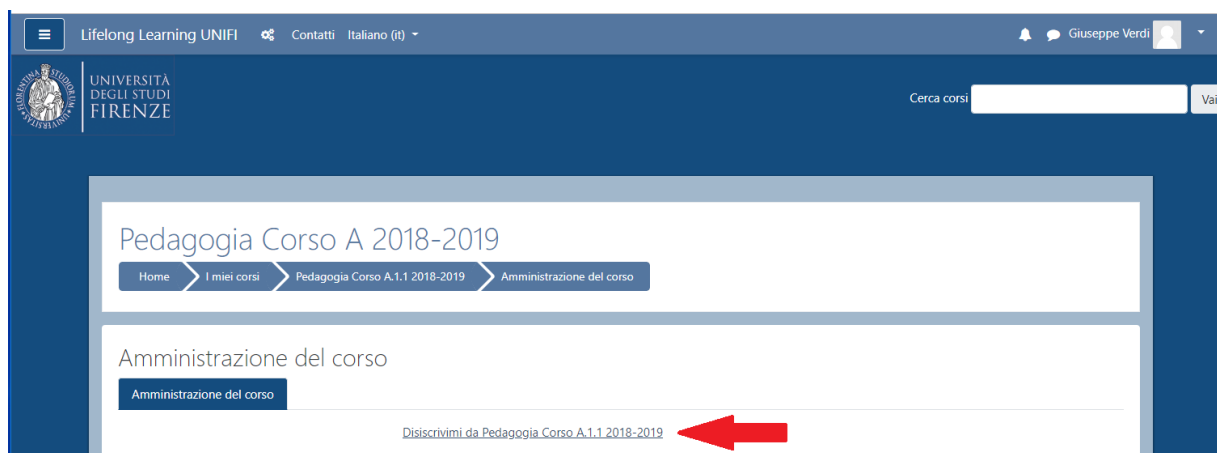 Lifelong Learning UNIFI Contatti Italiano (it) Giuseppe Verdi
UNIVERSITÀ
DEGLI STUDI
FIRENZE
Cerca corsi Vai
Pedagogia Corso A 2018-2019
Home I miei corsi Pedagogia Corso A.1.1 2018-2019 Amministrazione del corso
Amministrazione del corso
Amministrazione del corso
Disiscrivimi da Pedagogia Corso A.1.1 2018-2019